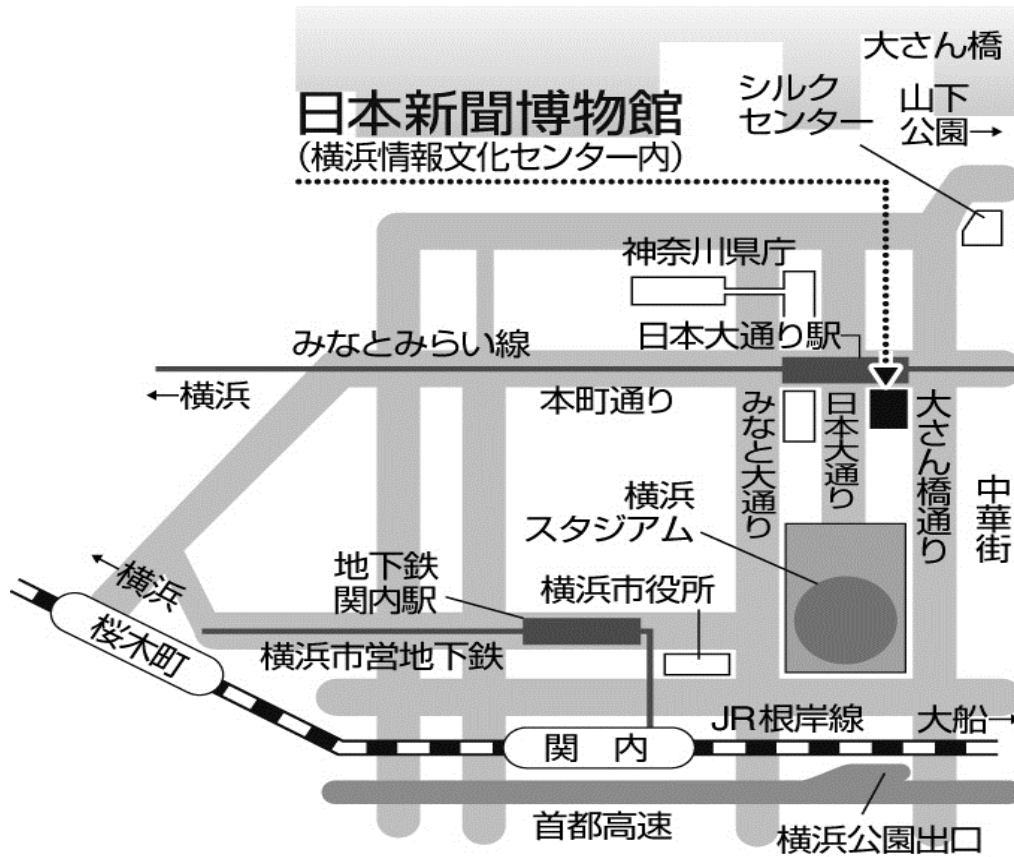 大さん橋
シルク
センター
山下
公園→
日本新聞博物館
(横浜情報文化センター内)
神奈川県庁
日本大通り駅
みなとみらい線
←横浜
本町通り
みなと大通り
日本大通り
大さん橋通り
中華街
横浜
スタジアム
←横浜
地下鉄
関内駅
横浜市役所
桜木町
横浜市営地下鉄
JR根岸線
大船→
関内
首都高速
横浜公園出口